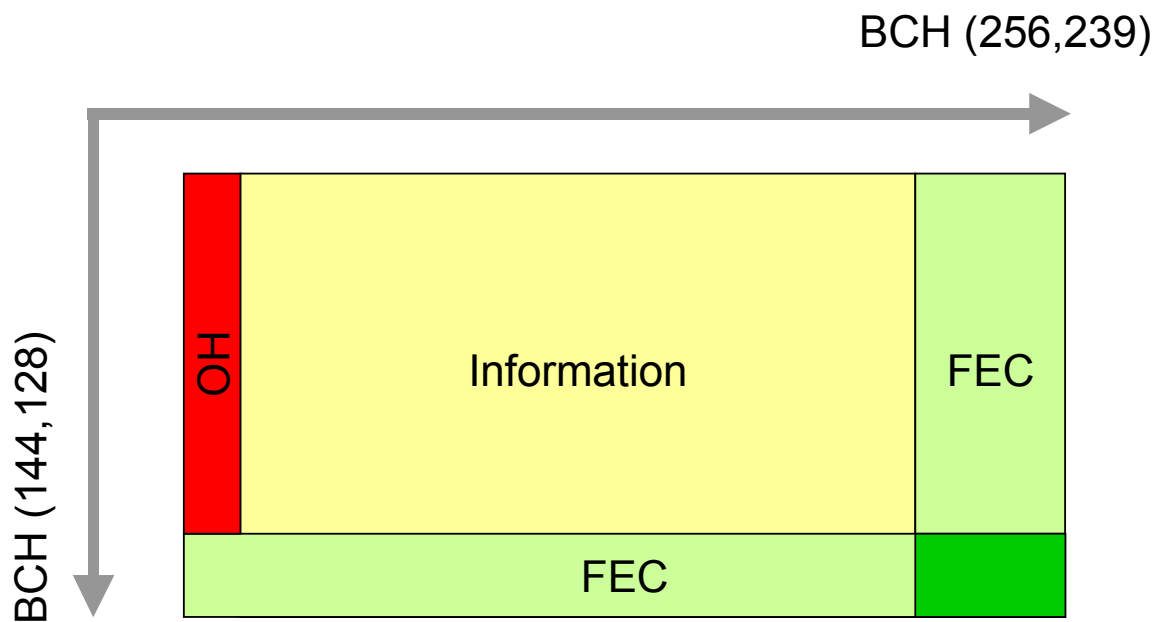 BCH (256,239)
BCH (144,128)
OH
Information
FEC
FEC